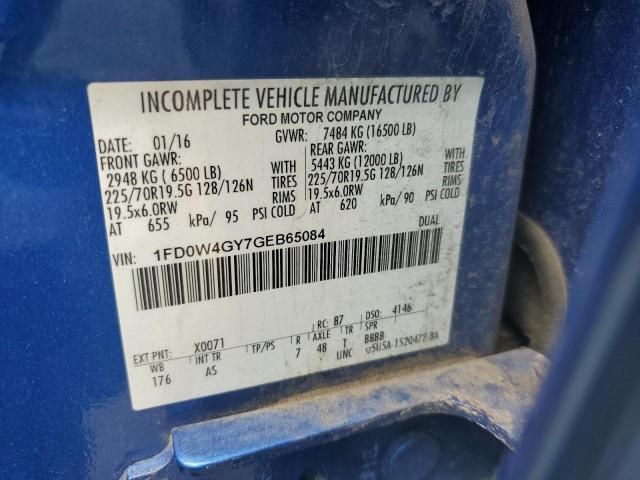 INCOMPLETE VEHICLE MANUFACTURED BY
FORD MOTOR COMPANY
DATE: 01/16 GVWR: 7484 KG (16500 LB)
FRONT GAWR: REAR GAWR:
2948 KG ( 6500 LB) WITH 5443 KG (12000 LB) WITH
225/70R19.5G 128/126N TIRES 225/70R19.5G 128/126N TIRES
19.5x6.0RW RIMS 19.5x6.0RW RIMS
AT 655 kPa/ 95 PSI COLD AT 620 kPa/ 90 PSI COLD
VIN: 1FD0W4GY7GEB65084 DUAL
EXT PNT: X0071 RC: 87 DSO: 4146
WB INT TR TP/PS R AXLE TR SPR
176 AS 7 48 T BBBB
UNC